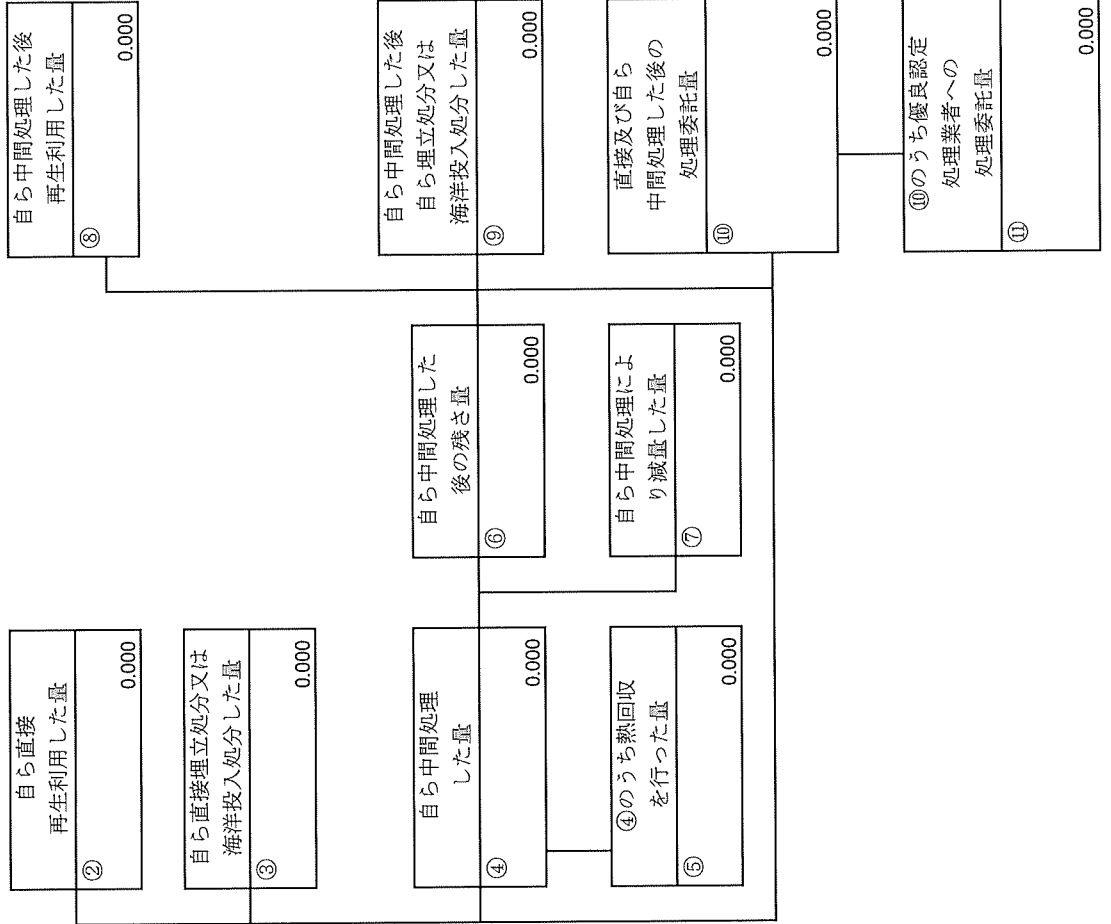 自ら直接
再生利用した量
②
0.000
自ら直接埋立処分又は
海洋投入処分した量
③
0.000
自ら中間処理
した量
④
0.000
④のうち熱回収
を行った量
⑤
0.000
自ら中間処理した
後の残さ量
⑥
0.000
自ら中間処理によ
り減量した量
⑦
0.000
自ら中間処理した後
再生利用した量
⑧
0.000
自ら中間処理した後
自ら埋立処分又は
海洋投入処分した量
⑨
0.000
直接及び自ら
中間処理した後の
処理委託量
⑩
0.000
⑩のうち優良認定
処理業者への
処理委託量
⑪
0.000